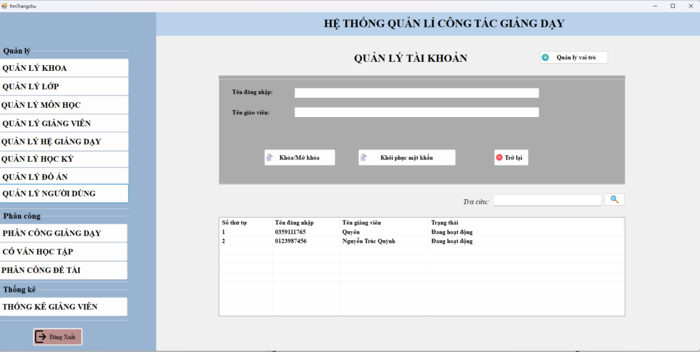 frmTrangchu
HỆ THỐNG QUẢN LÍ CÔNG TÁC GIẢNG DẠY
Quản lý
QUẢN LÝ KHOA
QUẢN LÝ LỚP
QUẢN LÝ MÔN HỌC
QUẢN LÝ GIẢNG VIÊN
QUẢN LÝ HỆ GIẢNG DẠY
QUẢN LÝ HỌC KỲ
QUẢN LÝ ĐỒ ÁN
QUẢN LÝ NGƯỜI DÙNG
Phân công
PHÂN CÔNG GIẢNG DẠY
CỐ VẤN HỌC TẬP
PHÂN CÔNG ĐỀ TÀI
Thống kê
THỐNG KÊ GIẢNG VIÊN
Đăng Xuất
QUẢN LÝ TÀI KHOẢN
Quản lý vai trò
Tên đăng nhập:
Tên giáo viên:
Khóa/Mở khóa
Khôi phục mật khẩu
Trở lại
Tra cứu:
Số thứ tự Tên đăng nhập Tên giảng viên Trạng thái
1 0359111765 Quyên Đang hoạt động
2 0123987456 Nguyễn Trúc Quỳnh Đang hoạt động